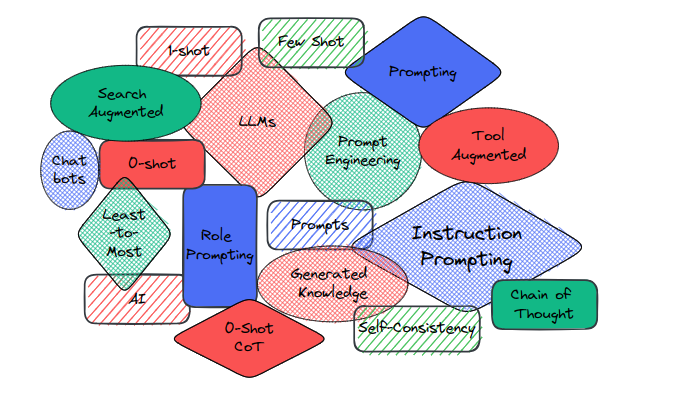 1-shot
Few Shot
Prompting
Search
Augmented
LLMs
Prompt
Engineering
Tool
Augmented
Chat
bots
0-shot
Least
-to-
Most
Role
Prompting
Prompts
Instruction
Prompting
Generated
Knowledge
AI
Chain of
Thought
0-Shot
CoT
Self-Consistency